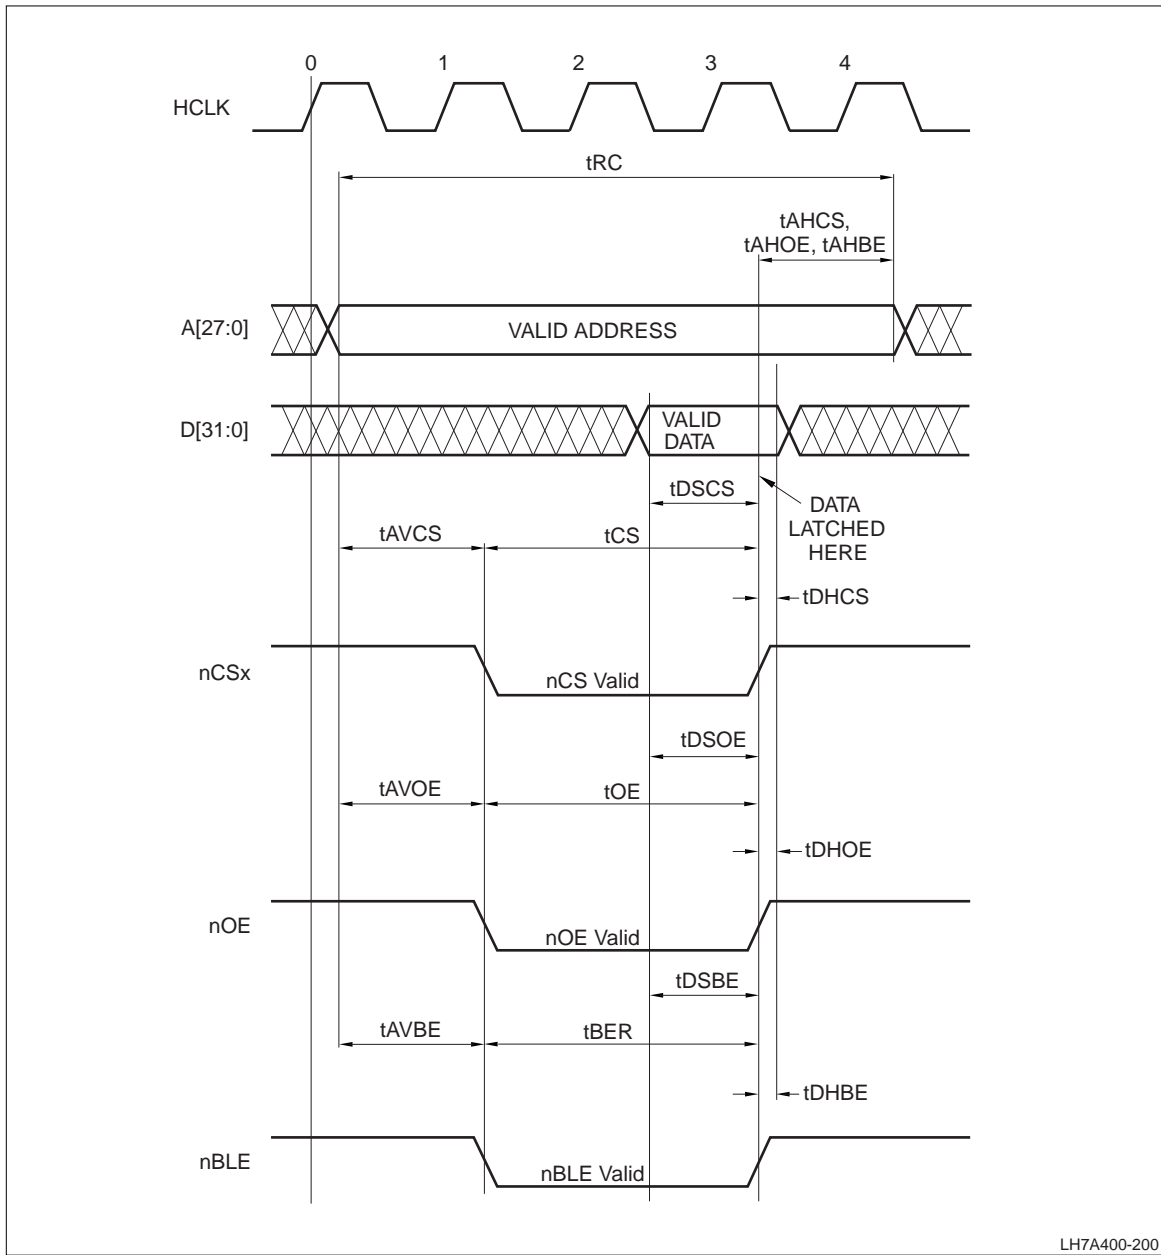 0 1 2 3 4
HCLK
tRC
tAHCS,
tAHOE, tAHBE
A[27:0]
VALID ADDRESS
D[31:0]
VALID
DATA
tDSCS
DATA
LATCHED
HERE
tAVCS
tCS
tDHCS
nCSx
nCS Valid
tDSOE
tAVOE
tOE
tDHOE
nOE
nOE Valid
tDSBE
tAVBE
tBER
tDHBE
nBLE
nBLE Valid
LH7A400-200